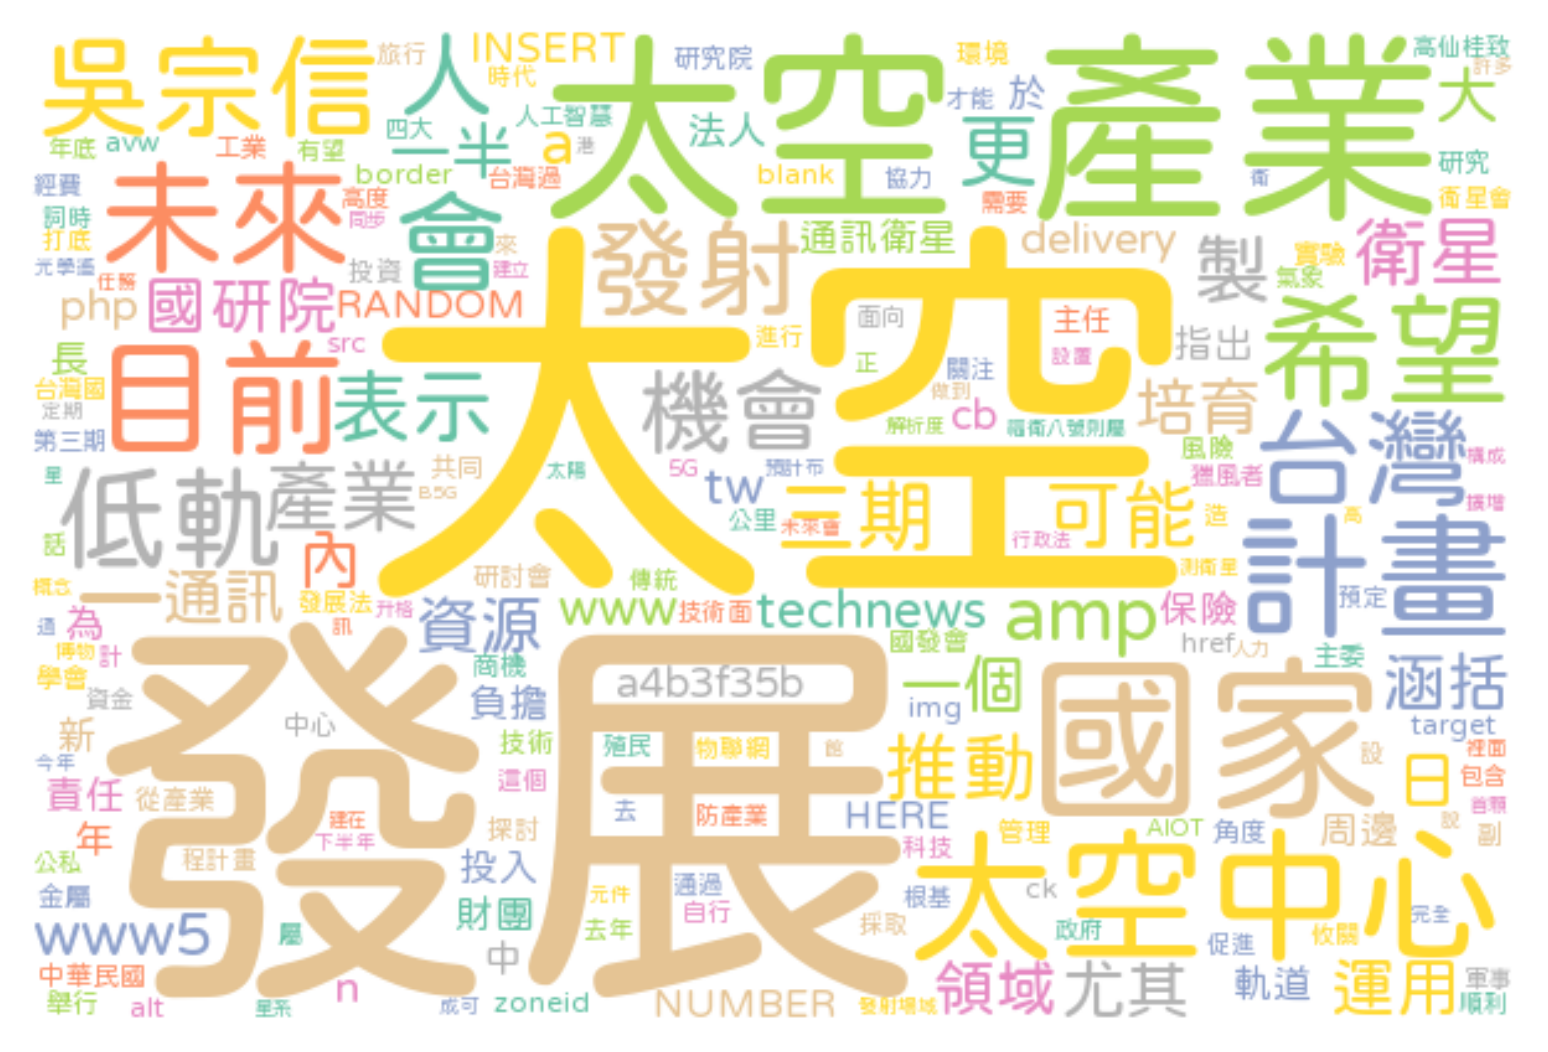 吳宗信
旅行
人
INSERT
時代
研究院
太空產業
環境
高仙桂致
許多
大
才能
於
年底
avw
工業
有望
四大
一半
人工智慧
a
港
法人
更
研究
經費
border
台灣過
blank
協力
需要
衛
衛星會
詞時
打底
未來
高度
同步
會
來
建立
發射
通訊衛星
delivery
製
實驗
氣象
衛星
任務
投資
php
國研院
RANDOM
src
太空
進行
面向
正
主任
設置
關注
做到
cb
指出
希望
長
台灣國
定期
第三期
目前
表示
機會
解析度
福衛八號則屬
培育
風險
獵風者
台灣
構成
擴增
星
低軌
產業
共同
B5G
太陽
5G
tw
預計布
公里
未來會
三期
可能
行政法
造
高
計畫
話
內
概念
一
通訊
研討會
傳統
測衛星
預定
通
為
發展法
訊
升格
資源
www
技術面
technews
amp
保險
href
人力
國發會
主委
博物
計
學會
資金
發展
中心
商機
負擔
a4b3f35b
一個
img
國家
涵括
target
新
今年
技術
殖民
物聯網
館
推動
設
日
裡面
包含
責任
從產業
這個
首顆
年
建在
下半年
探討
去
防產業
HERE
管理
AIOT
角度
周邊
說
副
公私
程計畫
投入
科技
金屬
元件
通過
根基
太空中心
ck
www5
屬
財團
去年
自行
採取
政府
促進
攸關
完全
中華民國
中
領域
尤其
軌道
運用
軍事
舉行
alt
星系
n
成可
zoneid
NUMBER
發射場域
順利